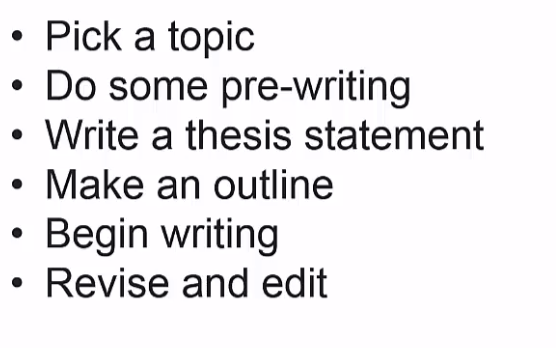 • Pick a topic
• Do some pre-writing
• Write a thesis statement
• Make an outline
• Begin writing
• Revise and edit